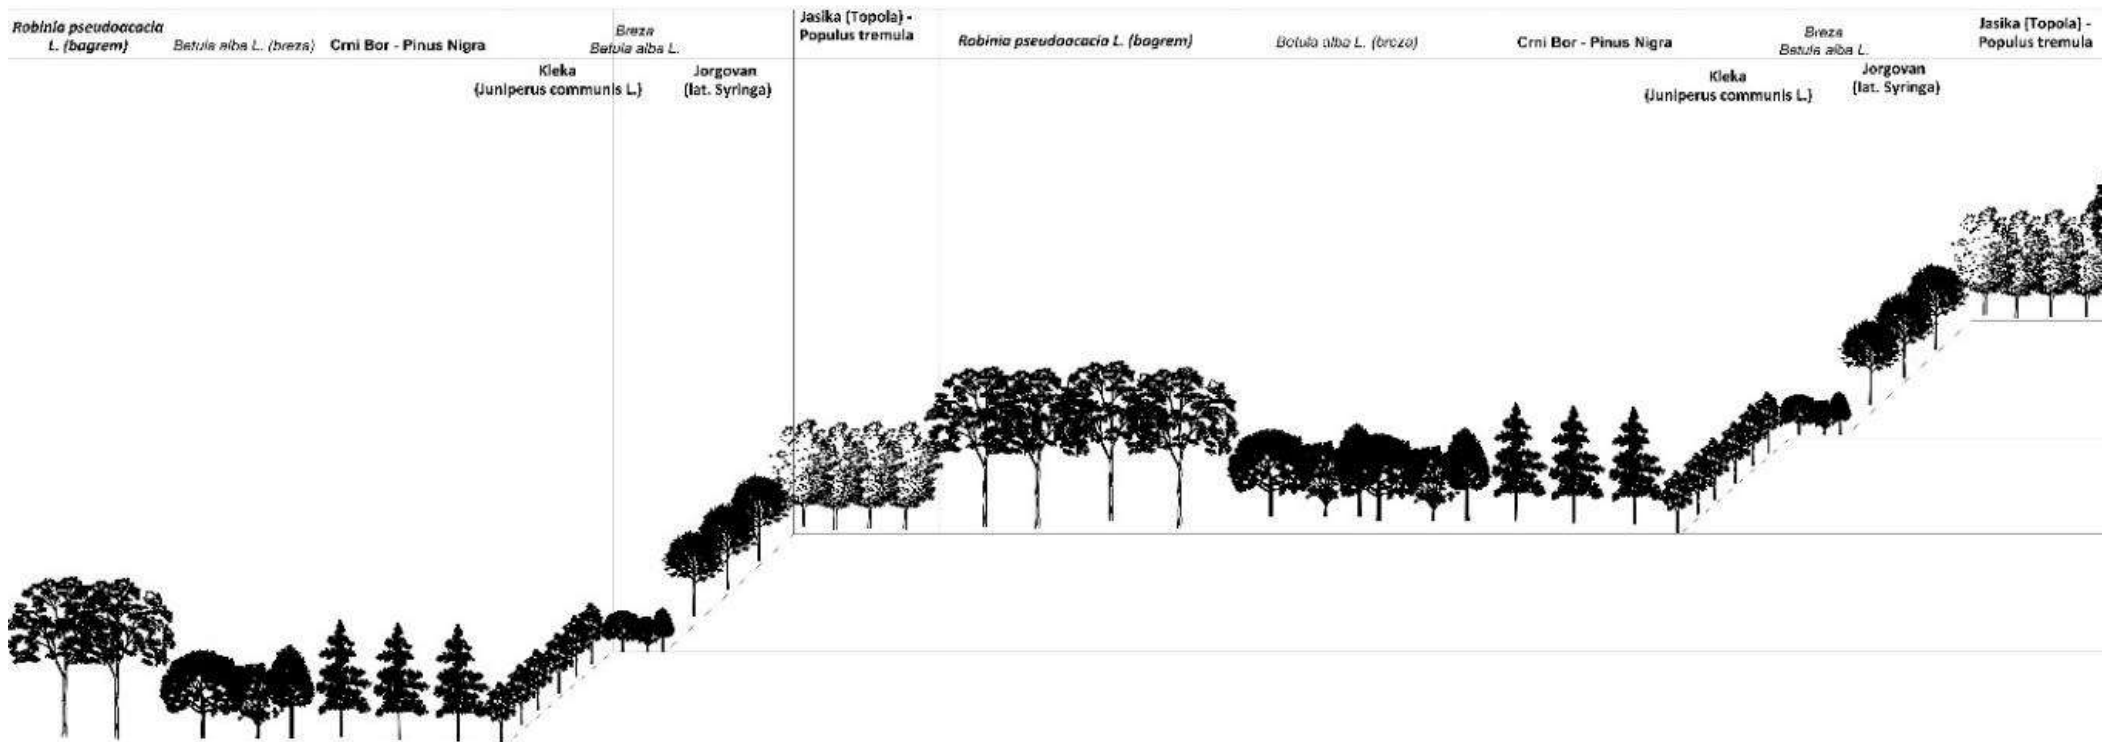 Robinia pseudoacacia
L. (bagrem)
Betula alba L. (breza)
Crni Bor - Pinus Nigra
Kleka
(Juniperus communis L.)
Breza
Betula alba L.
Jorgovan
(lat. Syringa)
Jasika (Topola) -
Populus tremula
Robinia pseudoacacia L. (bagrem)
Betula alba L. (breza)
Crni Bor - Pinus Nigra
Kleka
(Juniperus communis L.)
Breza
Betula alba L.
Jorgovan
(lat. Syringa)
Jasika (Topola) -
Populus tremula